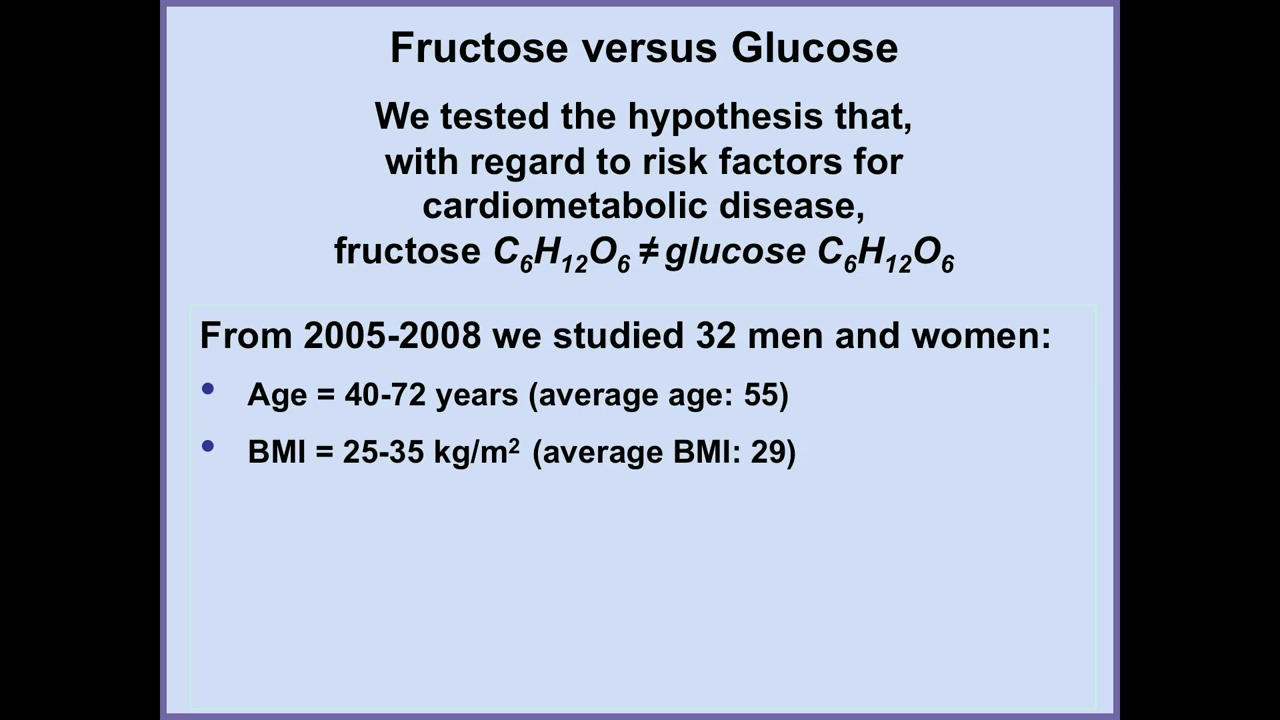 Fructose versus Glucose
We tested the hypothesis that,
with regard to risk factors for
cardiometabolic disease,
fructose C₆H₁₂O₆ ≠ glucose C₆H₁₂O₆
From 2005-2008 we studied 32 men and women:
• Age = 40-72 years (average age: 55)
• BMI = 25-35 kg/m² (average BMI: 29)